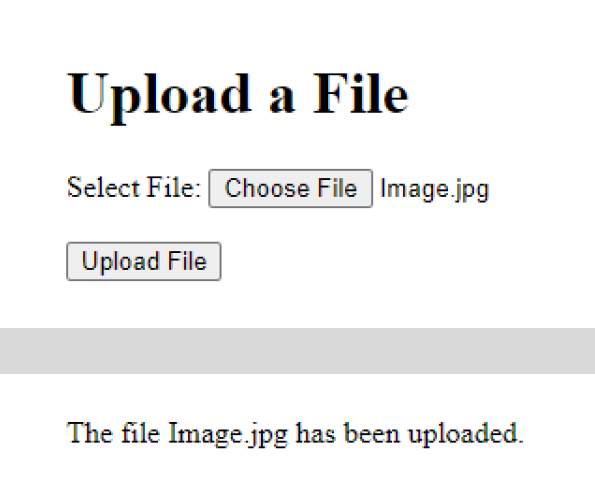 Upload a File
Select File: Choose File Image.jpg
Upload File
The file Image.jpg has been uploaded.